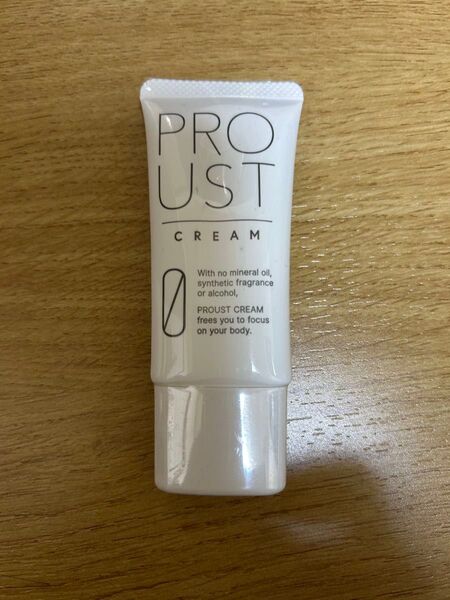 PRO
UST
CREAM
0
With no mineral oil,
synthetic fragrance
or alcohol,
PROUST CREAM
frees you to focus
on your body.